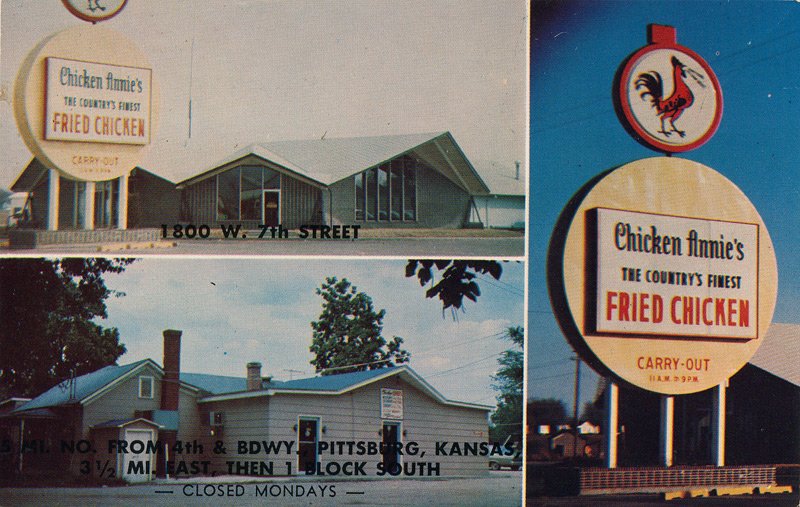 Chicken Annie's
THE COUNTRY'S FINEST
FRIED CHICKEN
CARRY-OUT
1800 W. 7th STREET
MI. NO. FROM 4th & BDWY., PITTSBURG, KANSAS,
3½ MI. EAST, THEN 1 BLOCK SOUTH
— CLOSED MONDAYS —
Chicken Annie's
THE COUNTRY'S FINEST
FRIED CHICKEN
CARRY-OUT
11 A.M. TO 9 P.M.